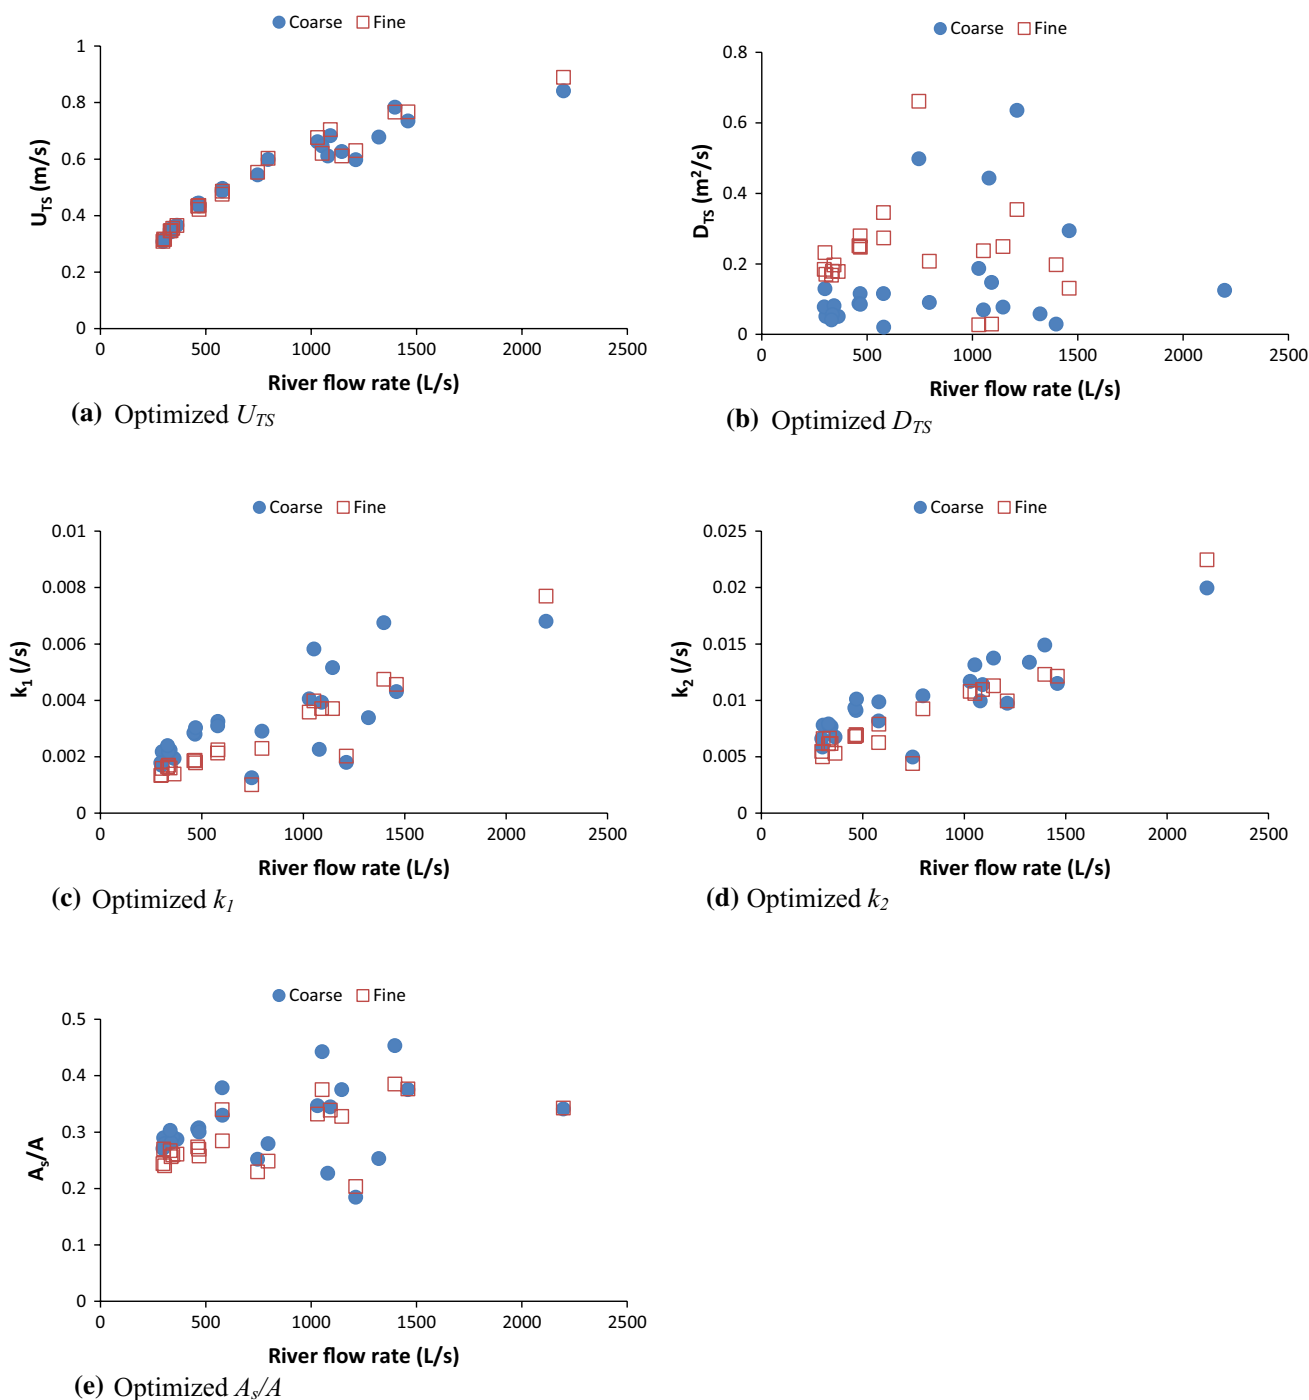 Coarse Fine
1
0.8
0.6
0.4
0.2
0
U_TS (m/s)
0 500 1000 1500 2000 2500
River flow rate (L/s)
(a) Optimized U_TS
Coarse Fine
0.8
0.6
0.4
0.2
0
D_TS (m²/s)
0 500 1000 1500 2000 2500
River flow rate (L/s)
(b) Optimized D_TS
Coarse Fine
0.01
0.008
0.006
0.004
0.002
0
k₁ (/s)
0 500 1000 1500 2000 2500
River flow rate (L/s)
(c) Optimized k₁
Coarse Fine
0.025
0.02
0.015
0.01
0.005
0
k₂ (/s)
0 500 1000 1500 2000 2500
River flow rate (L/s)
(d) Optimized k₂
Coarse Fine
0.5
0.4
0.3
0.2
0.1
0
Aₛ/A
0 500 1000 1500 2000 2500
River flow rate (L/s)
(e) Optimized Aₛ/A